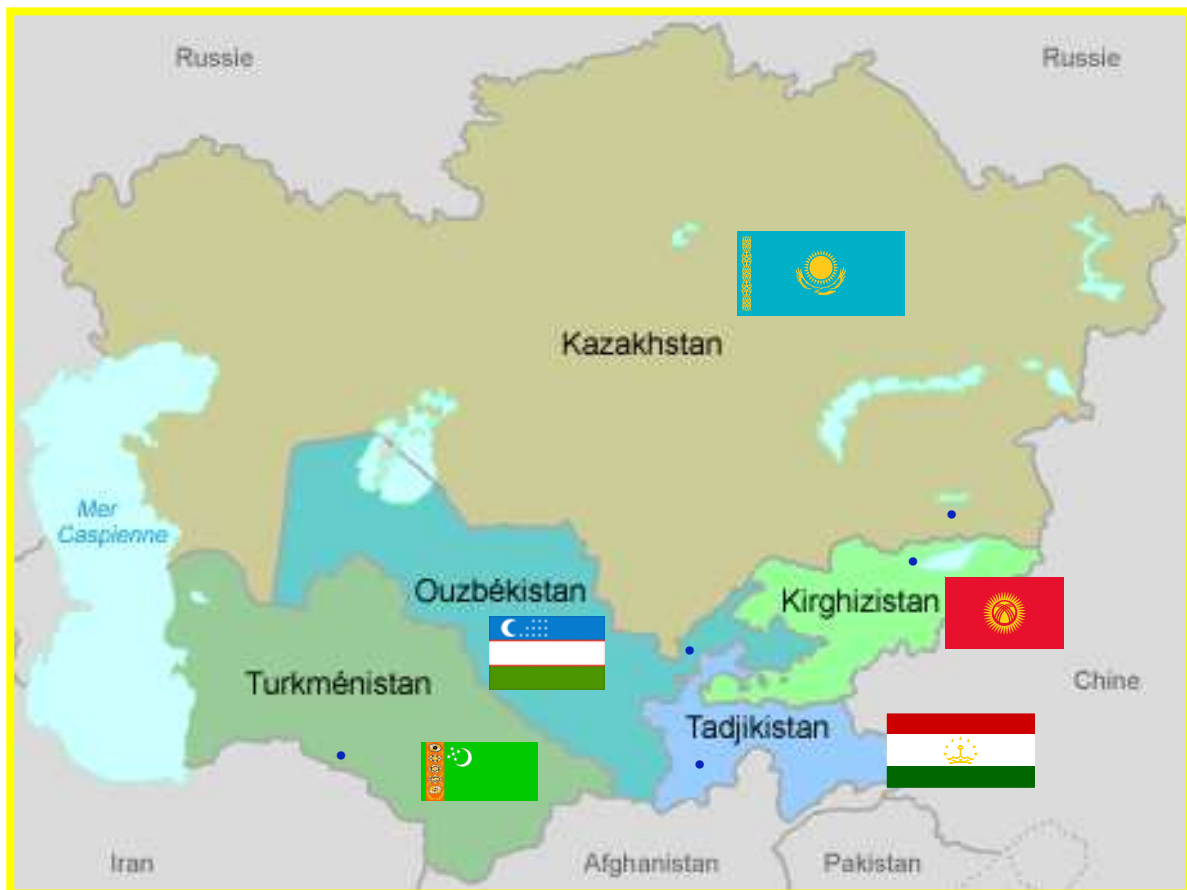 Russie
Russie
Kazakhstan
Mer
Caspienne
Ouzbékistan
Kirghizistan
Turkménistan
Chine
Tadjikistan
Iran
Afghanistan
Pakistan